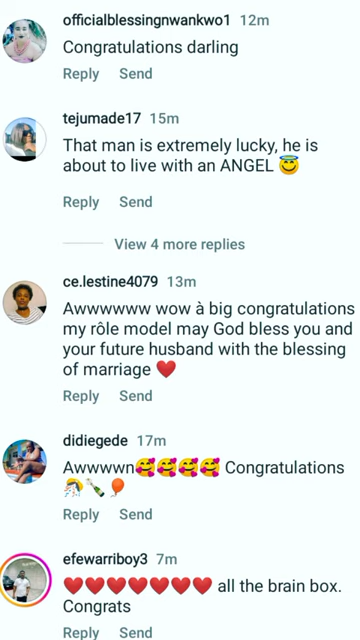 officialblessingnwankwo1 12m
Congratulations darling
Reply Send
tejumade17 15m
That man is extremely lucky, he is
about to live with an ANGEL 😇
Reply Send
View 4 more replies
ce.lestine4079 13m
Awwwwww wow à big congratulations
my rôle model may God bless you and
your future husband with the blessing
of marriage ❤️
Reply Send
didiegede 17m
Awwwwn🥰🥰🥰🥰 Congratulations
🎊🍾🎈
Reply Send
efewarriboy3 7m
❤️❤️❤️❤️❤️❤️❤️ all the brain box.
Congrats
Reply Send